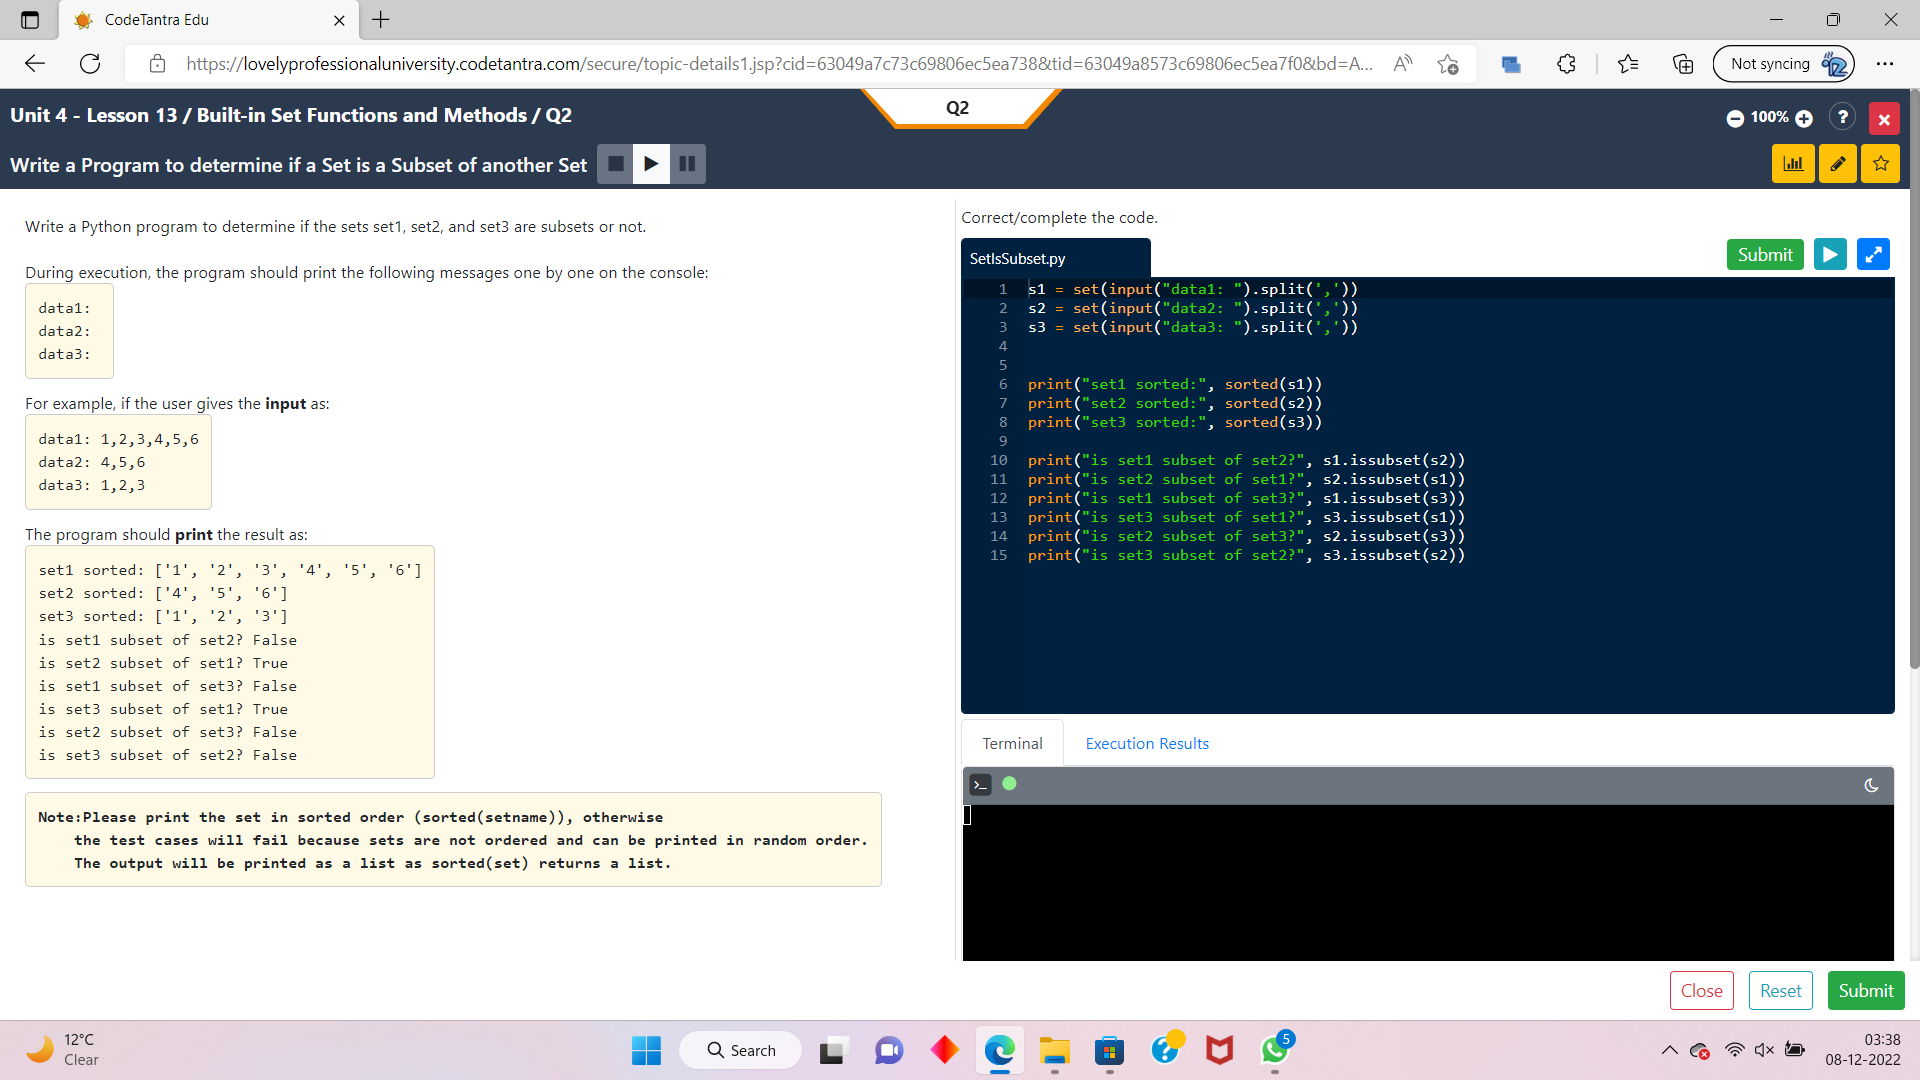 CodeTantra Edu
https://lovelyprofessionaluniversity.codetantra.com/secure/topic-details1.jsp?cid=63049a7c73c69806ec5ea738&tid=63049a8573c69806ec5ea7f0&bd=A...
Not syncing
Unit 4 - Lesson 13 / Built-in Set Functions and Methods / Q2
Q2
100%
?
Write a Program to determine if a Set is a Subset of another Set
Write a Python program to determine if the sets set1, set2, and set3 are subsets or not.
During execution, the program should print the following messages one by one on the console:
data1:
data2:
data3:
For example, if the user gives the input as:
data1: 1,2,3,4,5,6
data2: 4,5,6
data3: 1,2,3
The program should print the result as:
set1 sorted: ['1', '2', '3', '4', '5', '6']
set2 sorted: ['4', '5', '6']
set3 sorted: ['1', '2', '3']
is set1 subset of set2? False
is set2 subset of set1? True
is set1 subset of set3? False
is set3 subset of set1? True
is set2 subset of set3? False
is set3 subset of set2? False
Note:Please print the set in sorted order (sorted(setname)), otherwise
the test cases will fail because sets are not ordered and can be printed in random order.
The output will be printed as a list as sorted(set) returns a list.
Correct/complete the code.
SetIsSubset.py
Submit
1 s1 = set(input("data1: ").split(','))
2 s2 = set(input("data2: ").split(','))
3 s3 = set(input("data3: ").split(','))
4
5
6 print("set1 sorted:", sorted(s1))
7 print("set2 sorted:", sorted(s2))
8 print("set3 sorted:", sorted(s3))
9
10 print("is set1 subset of set2?", s1.issubset(s2))
11 print("is set2 subset of set1?", s2.issubset(s1))
12 print("is set1 subset of set3?", s1.issubset(s3))
13 print("is set3 subset of set1?", s3.issubset(s1))
14 print("is set2 subset of set3?", s2.issubset(s3))
15 print("is set3 subset of set2?", s3.issubset(s2))
Terminal
Execution Results
Close
Reset
Submit
12°C
Clear
Search
5
03:38
08-12-2022